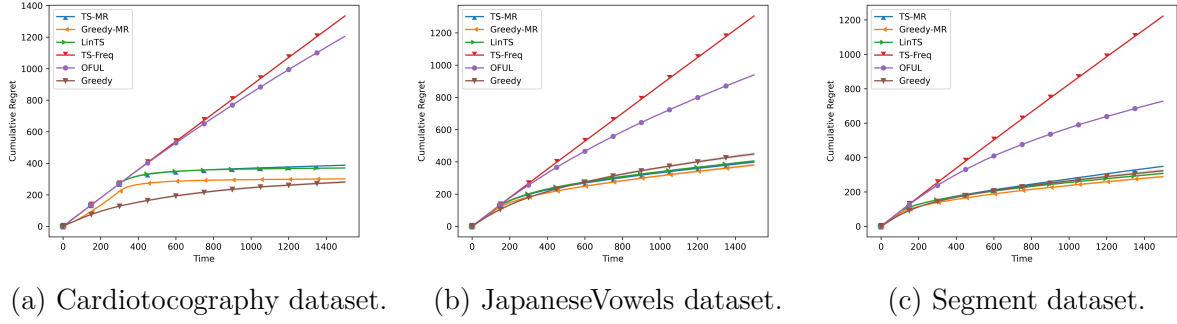 TS-MR
Greedy-MR
LinTS
TS-Freq
OFUL
Greedy
Cumulative Regret
1400
1200
1000
800
600
400
200
0
0 200 400 600 800 1000 1200 1400
Time
(a) Cardiotocography dataset.
TS-MR
Greedy-MR
LinTS
TS-Freq
OFUL
Greedy
Cumulative Regret
1200
1000
800
600
400
200
0
0 200 400 600 800 1000 1200 1400
Time
(b) JapaneseVowels dataset.
TS-MR
Greedy-MR
LinTS
TS-Freq
OFUL
Greedy
Cumulative Regret
1200
1000
800
600
400
200
0
0 200 400 600 800 1000 1200 1400
Time
(c) Segment dataset.